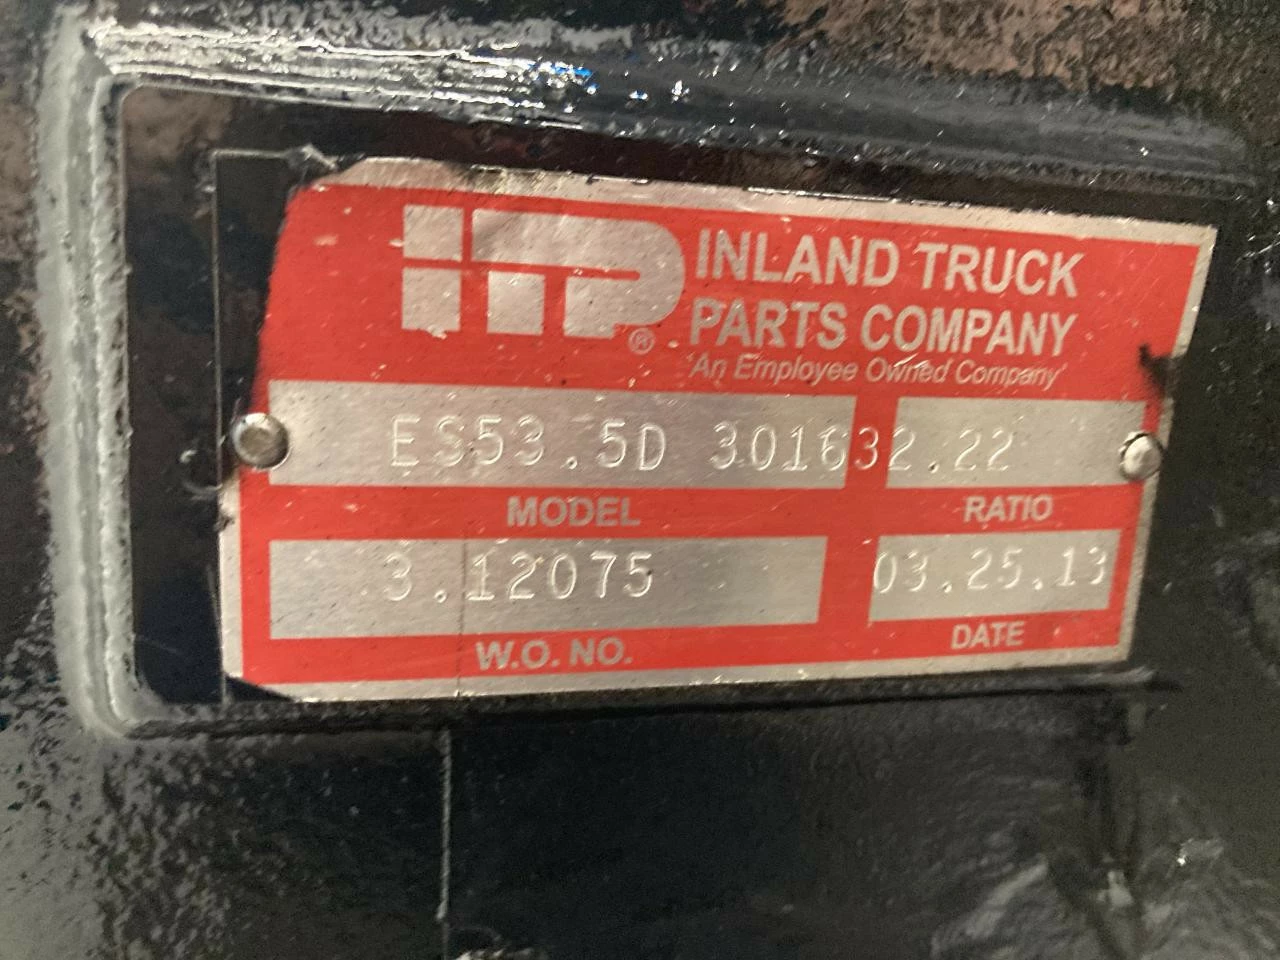 ITP®
INLAND TRUCK
PARTS COMPANY
'An Employee Owned Company'
ES53.5D 301632.22
MODEL RATIO
3.12075 03.25.13
W.O. NO. DATE